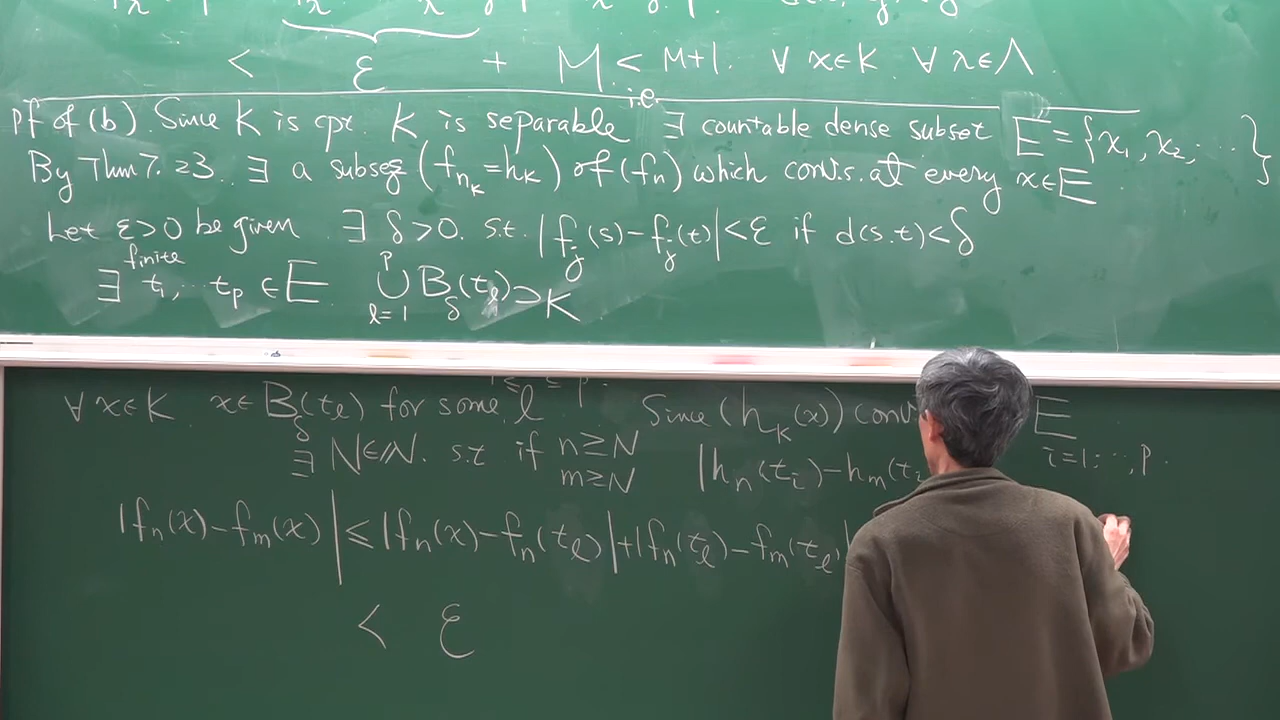 < ε + M < M+1. ∀ x∈K. ∀ λ∈Λ
Pf of (b). Since K is cpt. K is separable i.e. ∃ countable dense subset E={x₁, x₂, ...}
By Thm 7.23. ∃ a subseq (f_{n_k}=h_k) of (f_n) which conv.s. at every x∈E.
Let ε>0 be given. ∃ δ>0. s.t. |f_j(s)-f_j(t)|<ε if d(s.t)<δ
∃ finite t₁, ... t_p ∈E ⋃_{l=1}^{p} B_δ(t_l)⊃K
∀ x∈K x∈B_δ(t_l) for some l 1≤ ≤ p. Since (h_k(x)) conv E
∃ N∈ℕ. s.t if n≥N m≥N |h_n(t_i)-h_m(t i=1,...,p.
|f_n(x)-f_m(x)| ≤ |f_n(x)-f_n(t_l)|+|f_n(t_l)-f_m(t_l)|
< ε